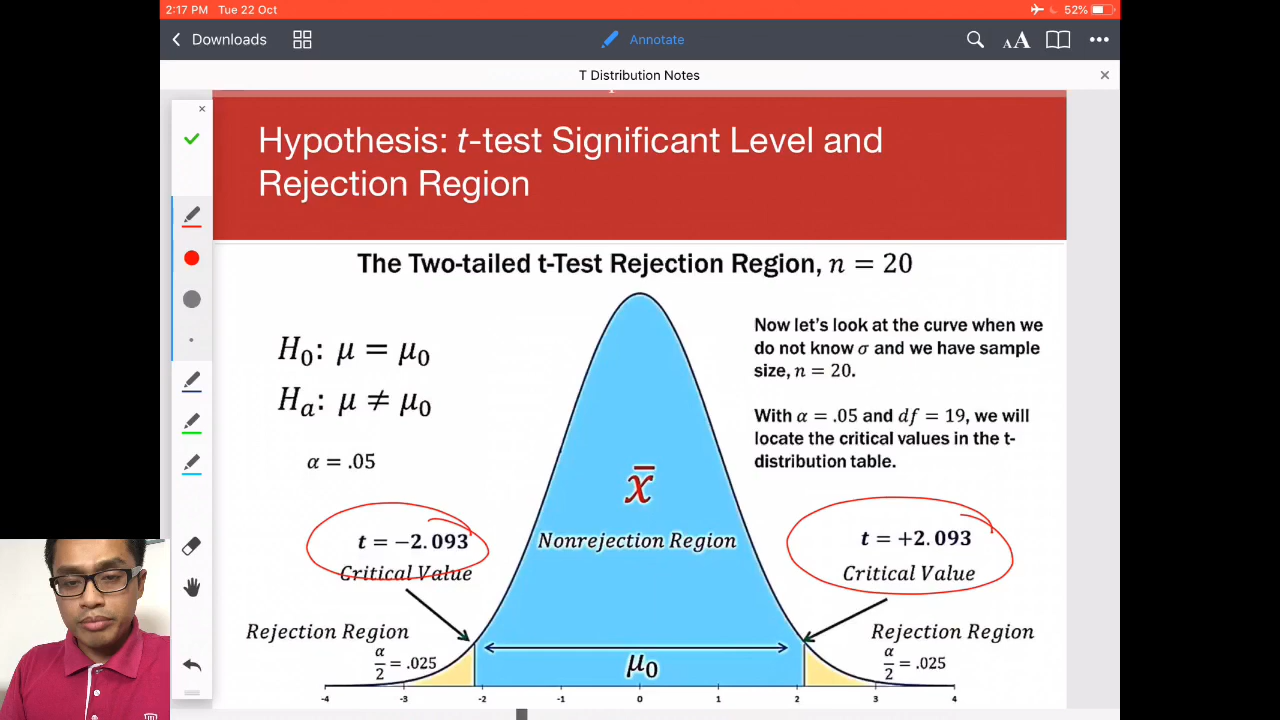 2:17 PM Tue 22 Oct
52%
Downloads
Annotate
AA
T Distribution Notes
Hypothesis: t-test Significant Level and
Rejection Region
The Two-tailed t-Test Rejection Region, n = 20
H₀: μ = μ₀
Hₐ: μ ≠ μ₀
α = .05
Now let's look at the curve when we
do not know σ and we have sample
size, n = 20.
With α = .05 and df = 19, we will
locate the critical values in the t-
distribution table.
x̄
Nonrejection Region
t = −2.093
Critical Value
t = +2.093
Critical Value
Rejection Region
α/2 = .025
Rejection Region
α/2 = .025
μ₀
-4 -3 -2 -1 0 1 2 3 4